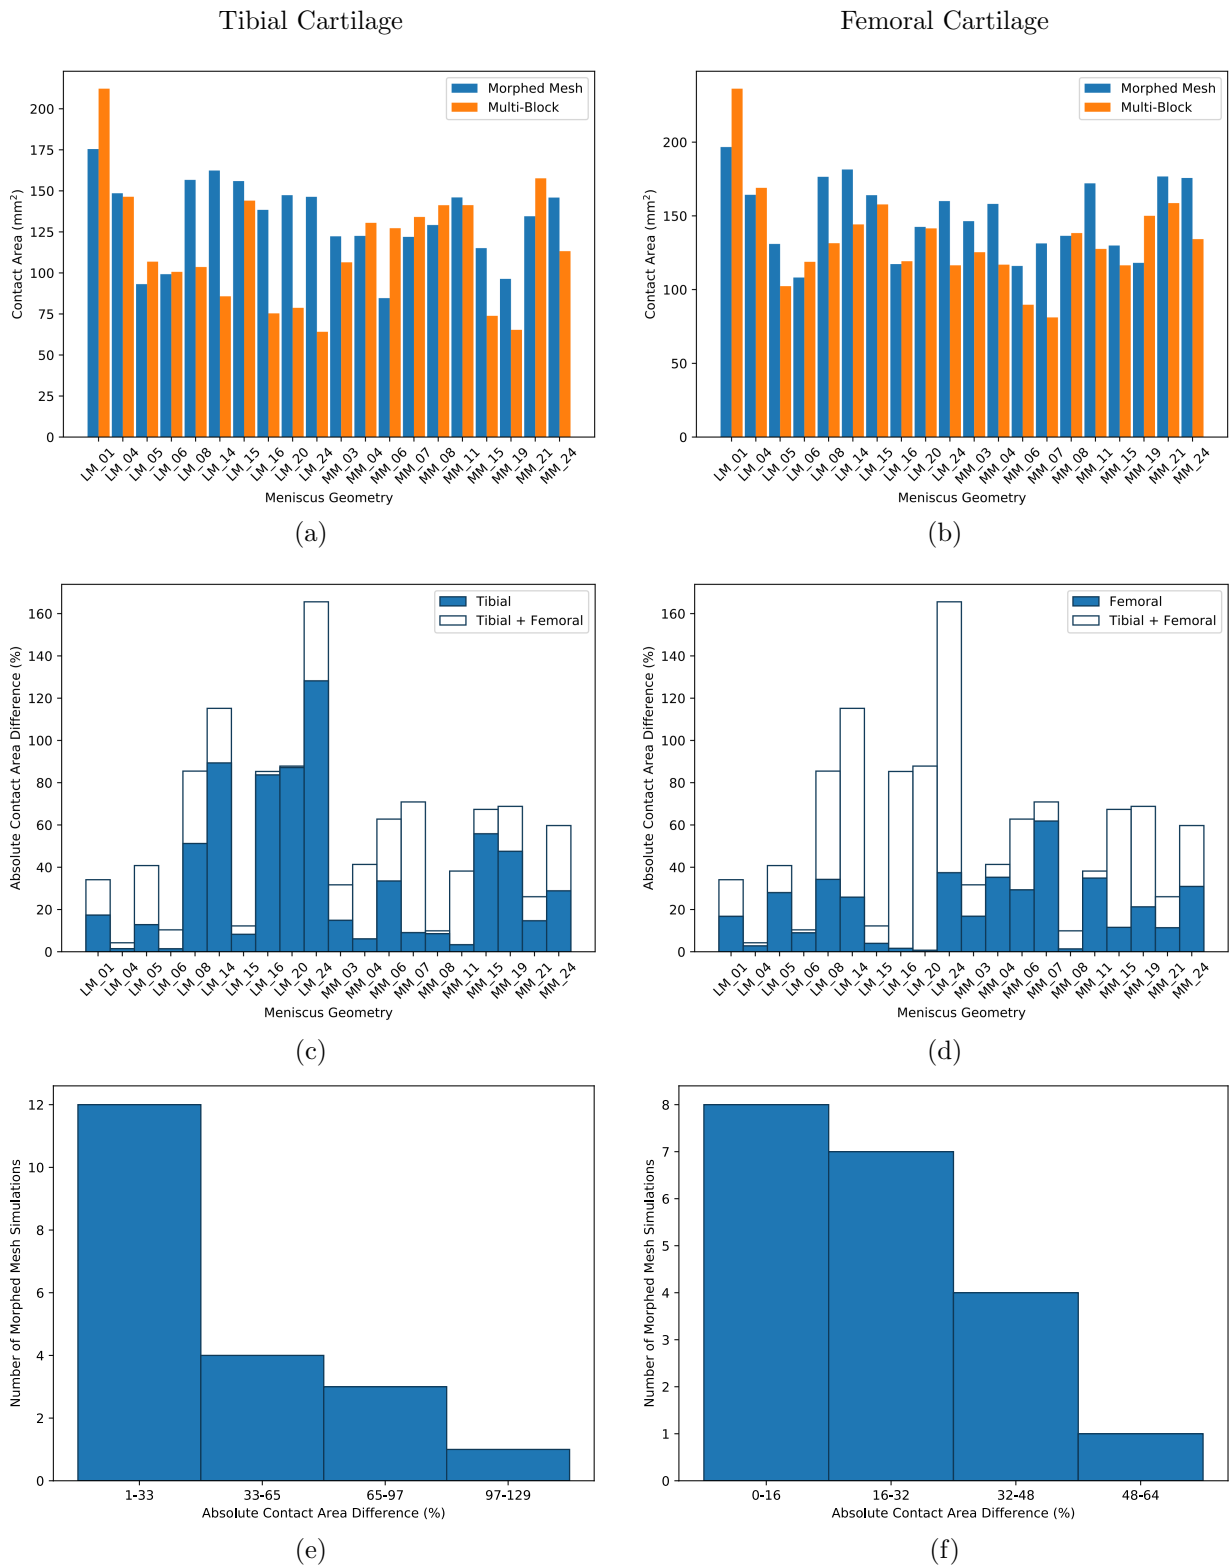 Tibial Cartilage
Femoral Cartilage
Contact Area (mm²)
200
175
150
125
100
75
50
25
0
Morphed Mesh
Multi-Block
LM_01 LM_04 LM_05 LM_06 LM_08 LM_14 LM_15 LM_16 LM_20 LM_24 MM_03 MM_04 MM_06 MM_07 MM_08 MM_11 MM_15 MM_19 MM_21 MM_24
Meniscus Geometry
(a)
Contact Area (mm²)
200
150
100
50
0
Morphed Mesh
Multi-Block
LM_01 LM_04 LM_05 LM_06 LM_08 LM_14 LM_15 LM_16 LM_20 LM_24 MM_03 MM_04 MM_06 MM_07 MM_08 MM_11 MM_15 MM_19 MM_21 MM_24
Meniscus Geometry
(b)
Absolute Contact Area Difference (%)
160
140
120
100
80
60
40
20
0
Tibial
Tibial + Femoral
LM_01 LM_04 LM_05 LM_06 LM_08 LM_14 LM_15 LM_16 LM_20 LM_24 MM_03 MM_04 MM_06 MM_07 MM_08 MM_11 MM_15 MM_19 MM_21 MM_24
Meniscus Geometry
(c)
Absolute Contact Area Difference (%)
160
140
120
100
80
60
40
20
0
Femoral
Tibial + Femoral
LM_01 LM_04 LM_05 LM_06 LM_08 LM_14 LM_15 LM_16 LM_20 LM_24 MM_03 MM_04 MM_06 MM_07 MM_08 MM_11 MM_15 MM_19 MM_21 MM_24
Meniscus Geometry
(d)
Number of Morphed Mesh Simulations
12
10
8
6
4
2
0
1-33 33-65 65-97 97-129
Absolute Contact Area Difference (%)
(e)
Number of Morphed Mesh Simulations
8
7
6
5
4
3
2
1
0
0-16 16-32 32-48 48-64
Absolute Contact Area Difference (%)
(f)